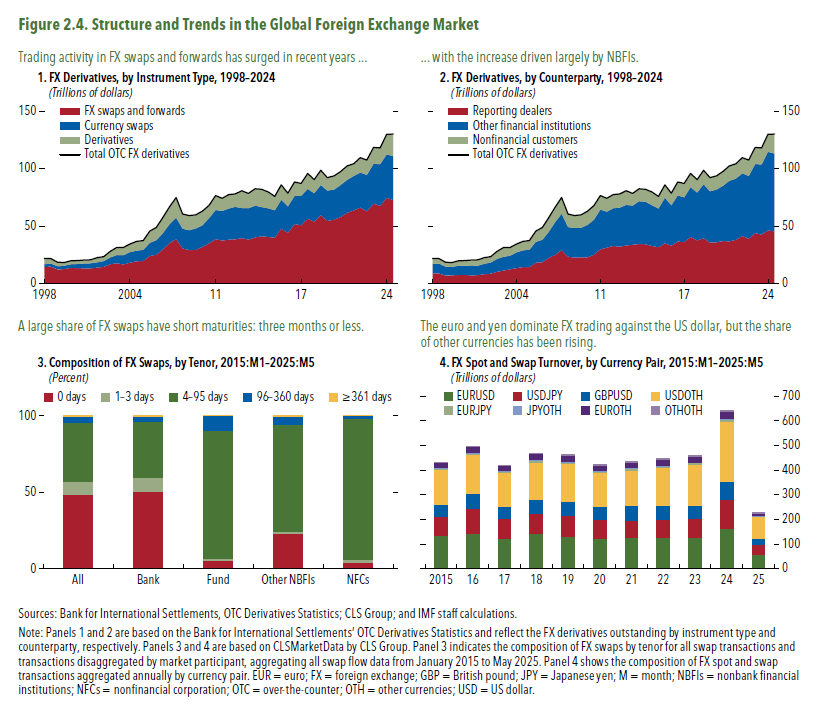 Figure 2.4. Structure and Trends in the Global Foreign Exchange Market
Trading activity in FX swaps and forwards has surged in recent years ...
1. FX Derivatives, by Instrument Type, 1998–2024
(Trillions of dollars)
150
FX swaps and forwards
Currency swaps
Derivatives
Total OTC FX derivatives
100
50
0
1998
2004
11
17
24
... with the increase driven largely by NBFIs.
2. FX Derivatives, by Counterparty, 1998–2024
(Trillions of dollars)
150
Reporting dealers
Other financial institutions
Nonfinancial customers
Total OTC FX derivatives
100
50
0
1998
2004
11
17
24
A large share of FX swaps have short maturities: three months or less.
3. Composition of FX Swaps, by Tenor, 2015:M1–2025:M5
(Percent)
0 days
1–3 days
4–95 days
96–360 days
≥361 days
100
50
0
All
Bank
Fund
Other NBFIs
NFCs
The euro and yen dominate FX trading against the US dollar, but the share
of other currencies has been rising.
4. FX Spot and Swap Turnover, by Currency Pair, 2015:M1–2025:M5
(Trillions of dollars)
EURUSD
USDJPY
GBPUSD
USDOTH
EURJPY
JPYOTH
EUROTH
OTHOTH
700
600
500
400
300
200
100
0
2015
16
17
18
19
20
21
22
23
24
25
Sources: Bank for International Settlements, OTC Derivatives Statistics; CLS Group; and IMF staff calculations.
Note: Panels 1 and 2 are based on the Bank for International Settlements' OTC Derivatives Statistics and reflect the FX derivatives outstanding by instrument type and
counterparty, respectively. Panels 3 and 4 are based on CLSMarketData by CLS Group. Panel 3 indicates the composition of FX swaps by tenor for all swap transactions and
transactions disaggregated by market participant, aggregating all swap flow data from January 2015 to May 2025. Panel 4 shows the composition of FX spot and swap
transactions aggregated annually by currency pair. EUR = euro; FX = foreign exchange; GBP = British pound; JPY = Japanese yen; M = month; NBFIs = nonbank financial
institutions; NFCs = nonfinancial corporation; OTC = over-the-counter; OTH = other currencies; USD = US dollar.